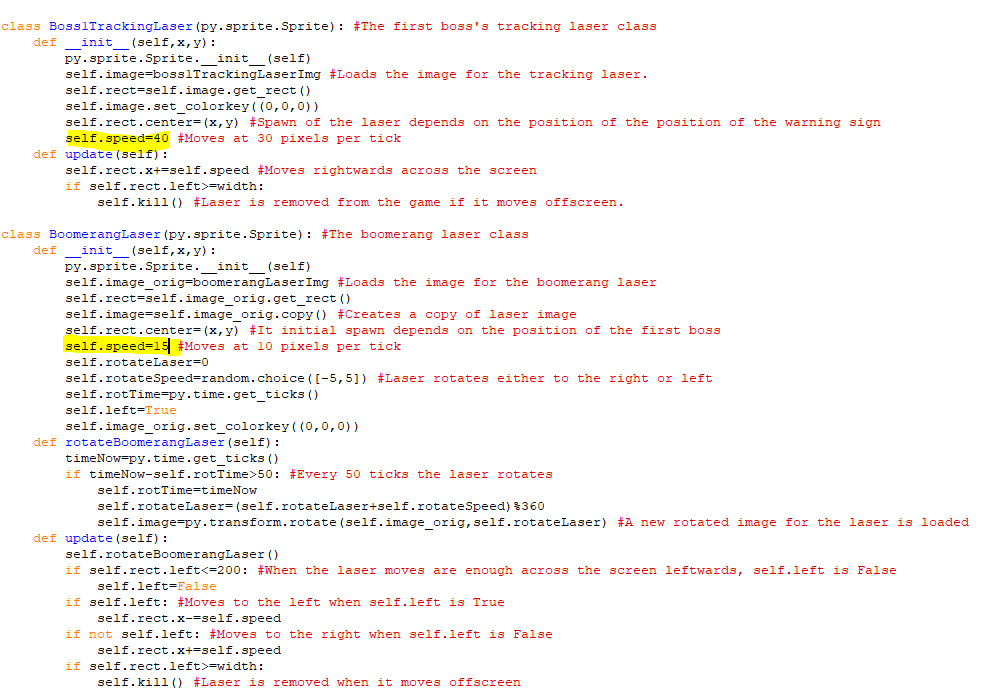 class Boss1TrackingLaser(py.sprite.Sprite): #The first boss's tracking laser class
    def __init__(self,x,y):
        py.sprite.Sprite.__init__(self)
        self.image=boss1TrackingLaserImg #Loads the image for the tracking laser.
        self.rect=self.image.get_rect()
        self.image.set_colorkey((0,0,0))
        self.rect.center=(x,y) #Spawn of the laser depends on the position of the position of the warning sign
        self.speed=40 #Moves at 30 pixels per tick
    def update(self):
        self.rect.x+=self.speed #Moves rightwards across the screen
        if self.rect.left>=width:
            self.kill() #Laser is removed from the game if it moves offscreen.

class BoomerangLaser(py.sprite.Sprite): #The boomerang laser class
    def __init__(self,x,y):
        py.sprite.Sprite.__init__(self)
        self.image_orig=boomerangLaserImg #Loads the image for the boomerang laser
        self.rect=self.image_orig.get_rect()
        self.image=self.image_orig.copy() #Creates a copy of laser image
        self.rect.center=(x,y) #It initial spawn depends on the position of the first boss
        self.speed=15 #Moves at 10 pixels per tick
        self.rotateLaser=0
        self.rotateSpeed=random.choice([-5,5]) #Laser rotates either to the right or left
        self.rotTime=py.time.get_ticks()
        self.left=True
        self.image_orig.set_colorkey((0,0,0))
    def rotateBoomerangLaser(self):
        timeNow=py.time.get_ticks()
        if timeNow-self.rotTime>50: #Every 50 ticks the laser rotates
            self.rotTime=timeNow
            self.rotateLaser=(self.rotateLaser+self.rotateSpeed)%360
            self.image=py.transform.rotate(self.image_orig,self.rotateLaser) #A new rotated image for the laser is loaded
    def update(self):
        self.rotateBoomerangLaser()
        if self.rect.left<=200: #When the laser moves are enough across the screen leftwards, self.left is False
            self.left=False
        if self.left: #Moves to the left when self.left is True
            self.rect.x-=self.speed
        if not self.left: #Moves to the right when self.left is False
            self.rect.x+=self.speed
        if self.rect.left>=width:
            self.kill() #Laser is removed when it moves offscreen